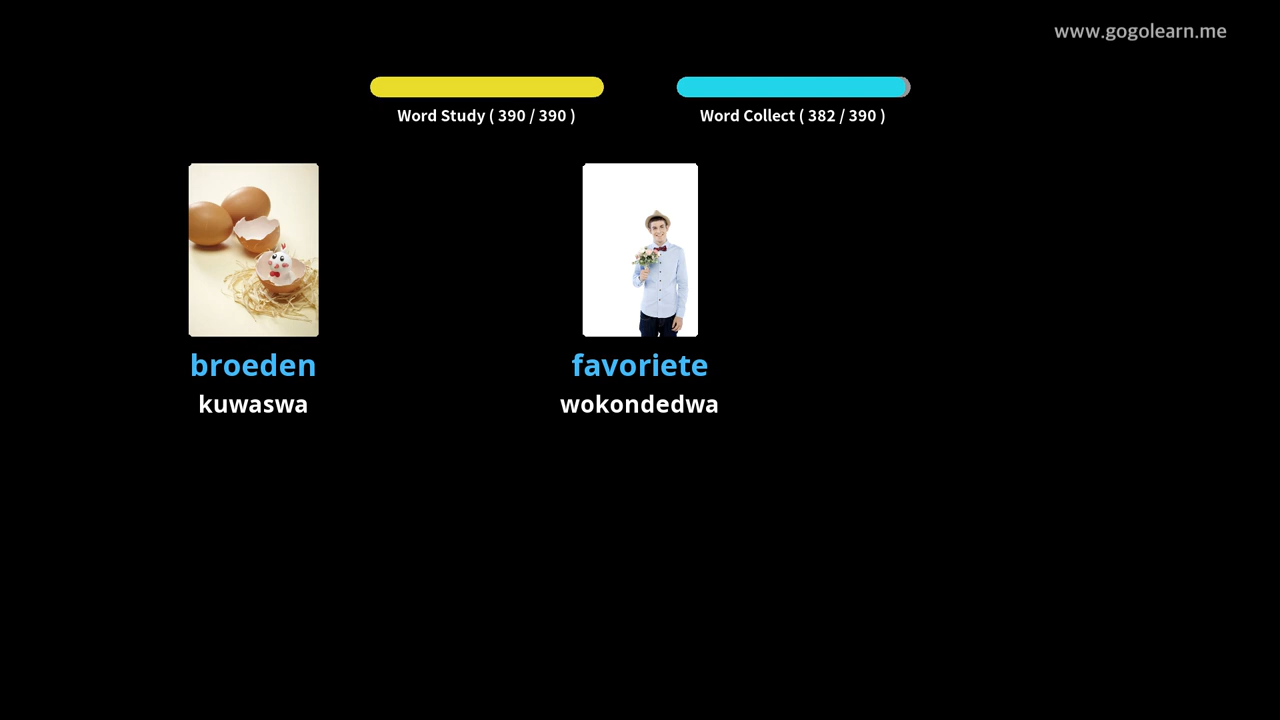 www.gogolearn.me
Word Study ( 390 / 390 )
Word Collect ( 382 / 390 )
broeden
kuwaswa
favoriete
wokondedwa